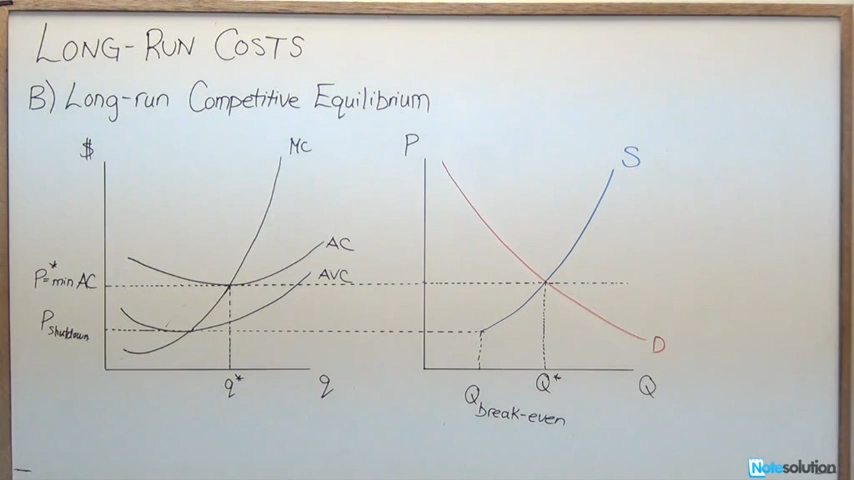 LONG-RUN COSTS
B) Long-run Competitive Equilibrium
$
MC
AC
AVC
P*=min AC
Pshutdown
q*
q
P
S
D
Qbreak-even
Q*
Q
Notesolution